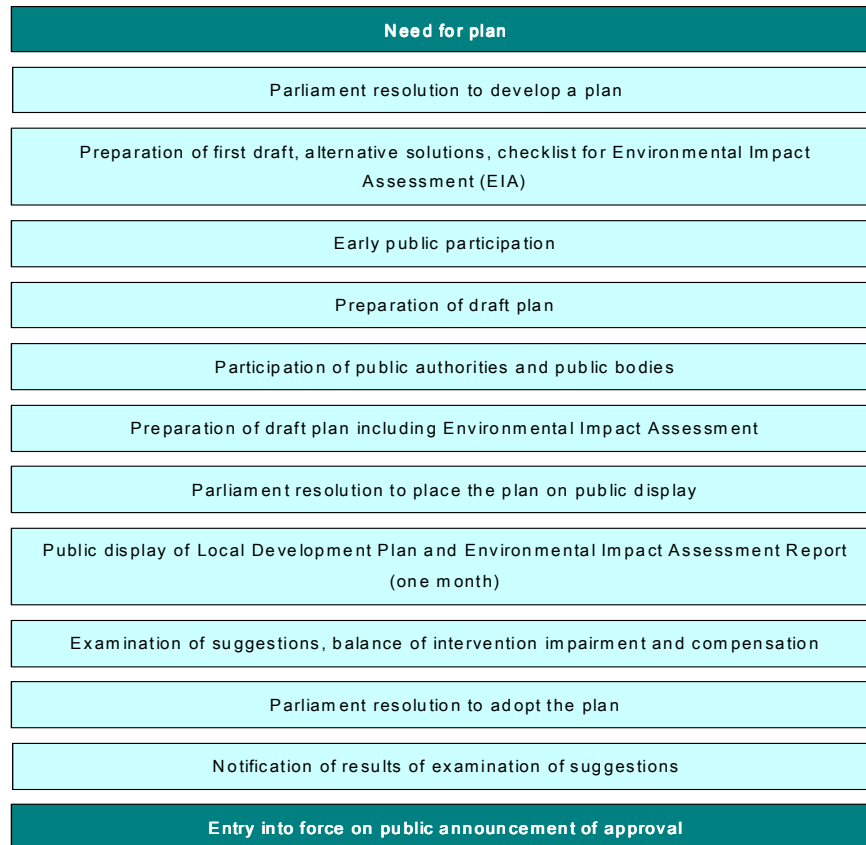 Need for plan
Parliament resolution to develop a plan
Preparation of first draft, alternative solutions, checklist for Environmental Impact
Assessment (EIA)
Early public participation
Preparation of draft plan
Participation of public authorities and public bodies
Preparation of draft plan including Environmental Impact Assessment
Parliament resolution to place the plan on public display
Public display of Local Development Plan and Environmental Impact Assessment Report
(one month)
Examination of suggestions, balance of intervention impairment and compensation
Parliament resolution to adopt the plan
Notification of results of examination of suggestions
Entry into force on public announcement of approval